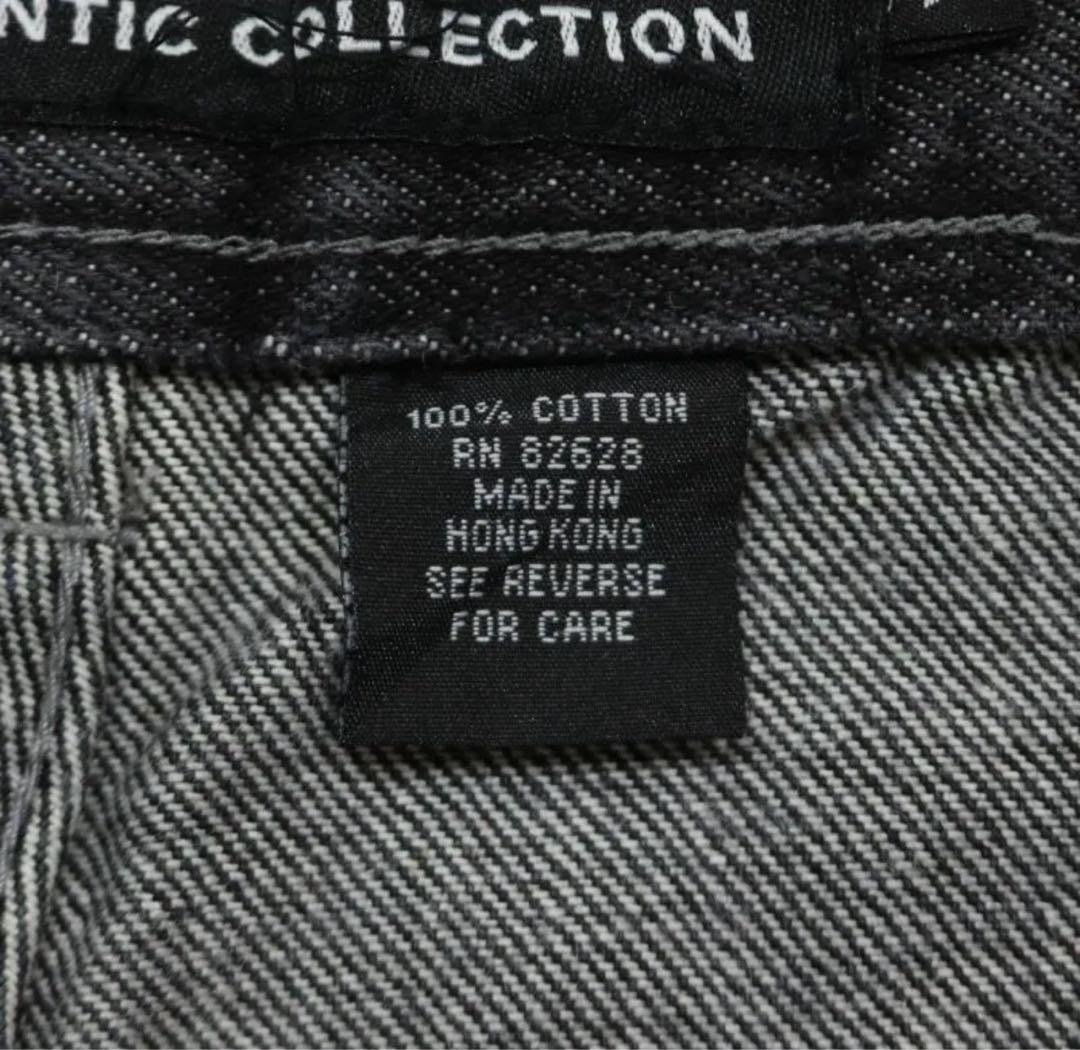 NTIC COLLECTION
100% COTTON
RN 82628
MADE IN
HONG KONG
SEE REVERSE
FOR CARE